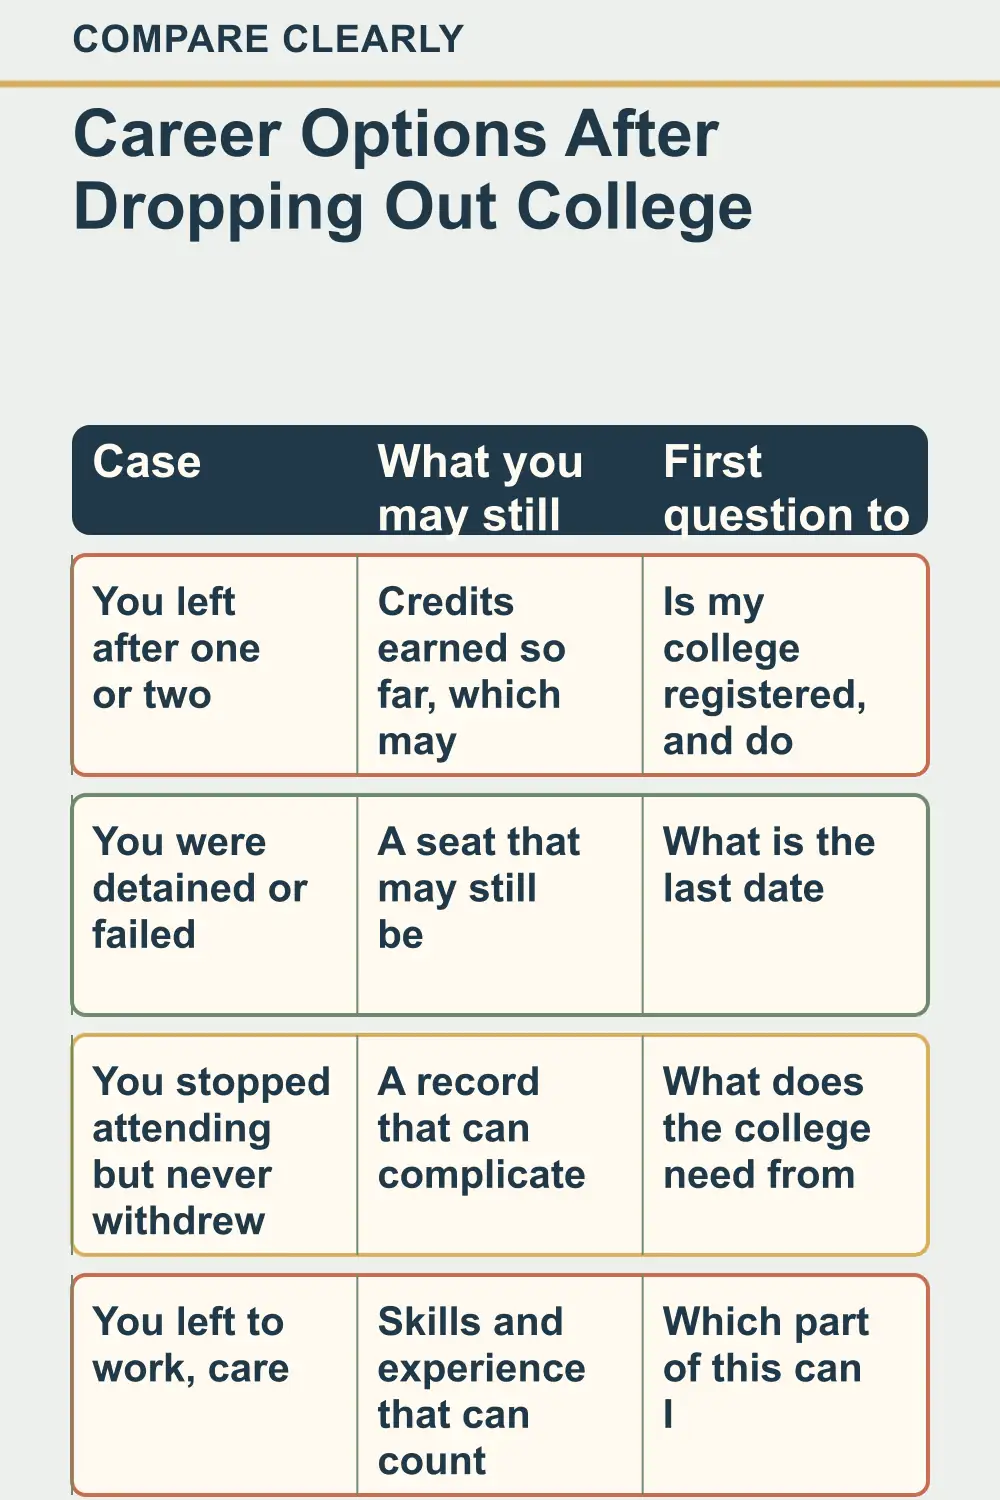 COMPARE CLEARLY
Career Options After
Dropping Out College
Case
What you
may still
First
question to
You left
after one
or two
Credits
earned so
far, which
may
Is my
college
registered,
and do
You were
detained or
failed
A seat that
may still
be
What is the
last date
You stopped
attending
but never
withdrew
A record
that can
complicate
What does
the college
need from
You left to
work, care
Skills and
experience
that can
count
Which part
of this can
I